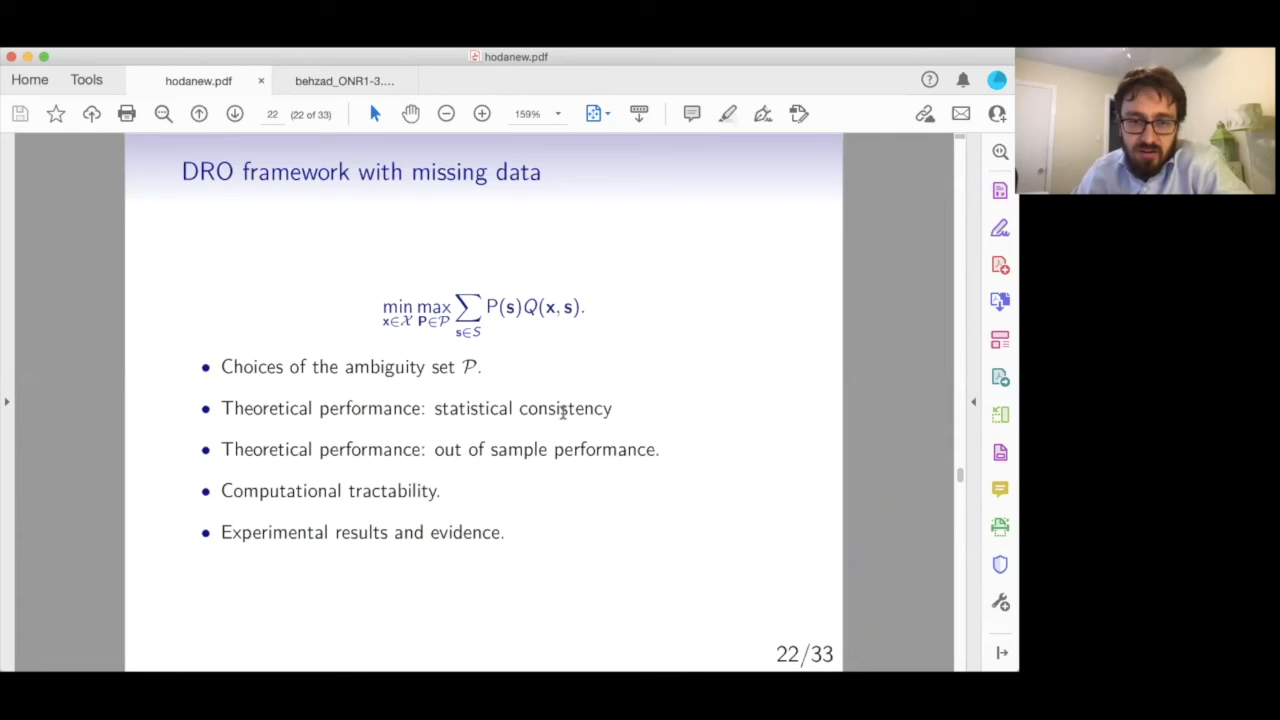 hodanew.pdf
Home Tools hodanew.pdf × behzad_ONR1-3....
22 (22 of 33) 159%
DRO framework with missing data
min max ∑ P(s)Q(x, s).
x∈𝒳 P∈𝒫 s∈S
• Choices of the ambiguity set 𝒫.
• Theoretical performance: statistical consistency
• Theoretical performance: out of sample performance.
• Computational tractability.
• Experimental results and evidence.
22/33